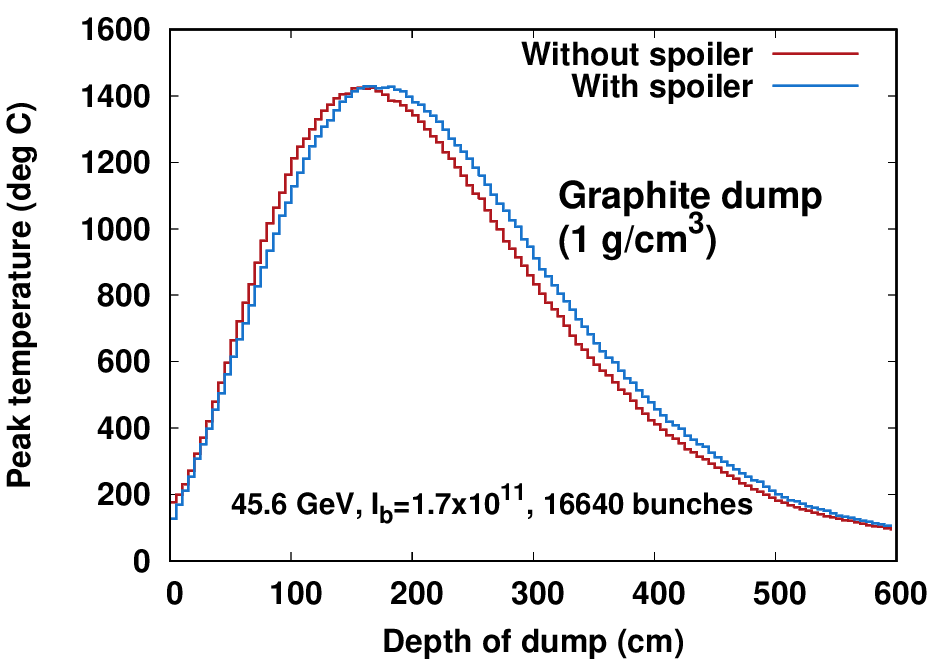 1600
1400
1200
1000
800
600
400
200
0
Peak temperature (deg C)
Without spoiler
With spoiler
Graphite dump
(1 g/cm³)
45.6 GeV, I_b=1.7x10¹¹, 16640 bunches
0 100 200 300 400 500 600
Depth of dump (cm)